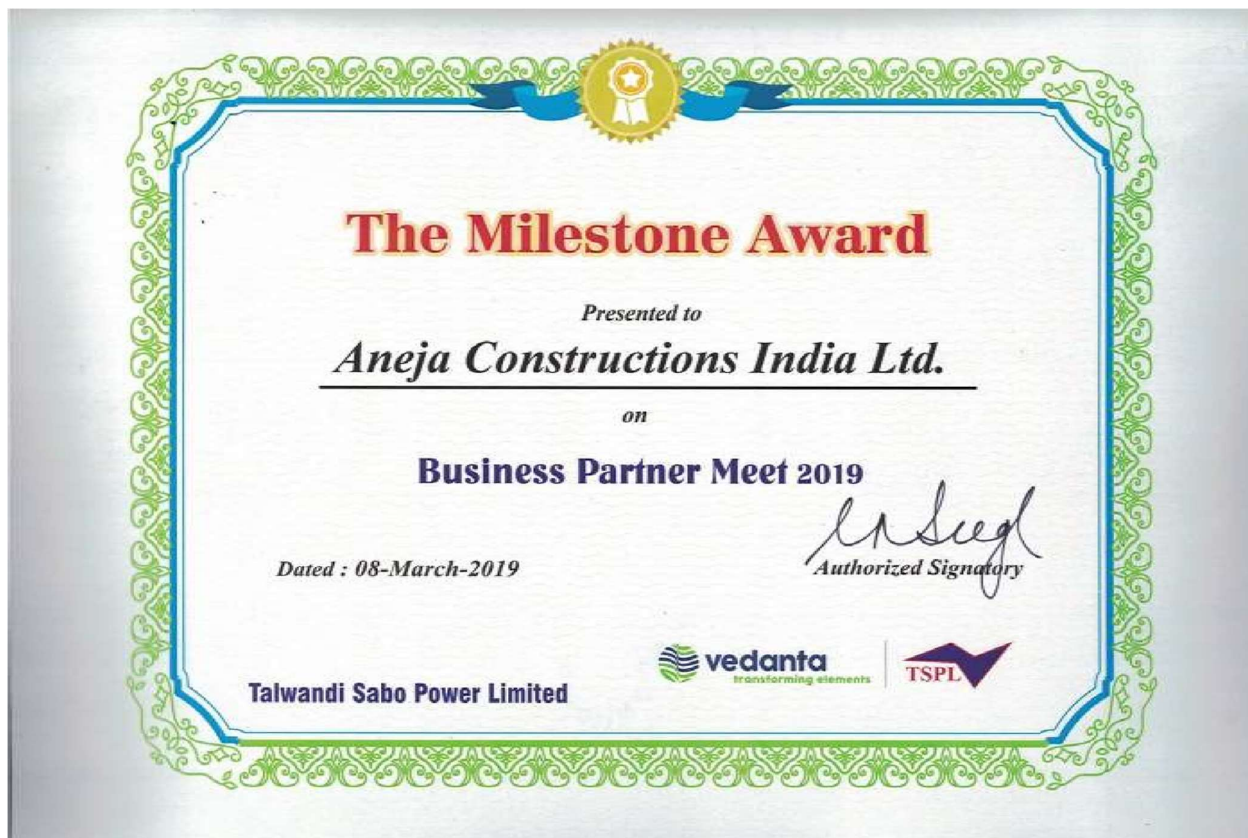 The Milestone Award
Presented to
Aneja Constructions India Ltd.
on
Business Partner Meet 2019
Dated : 08-March-2019
Authorized Signatory
vedanta
transforming elements
TSPL
Talwandi Sabo Power Limited